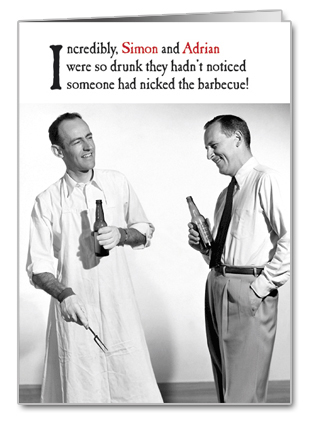 Incredibly, Simon and Adrian
were so drunk they hadn't noticed
someone had nicked the barbecue!